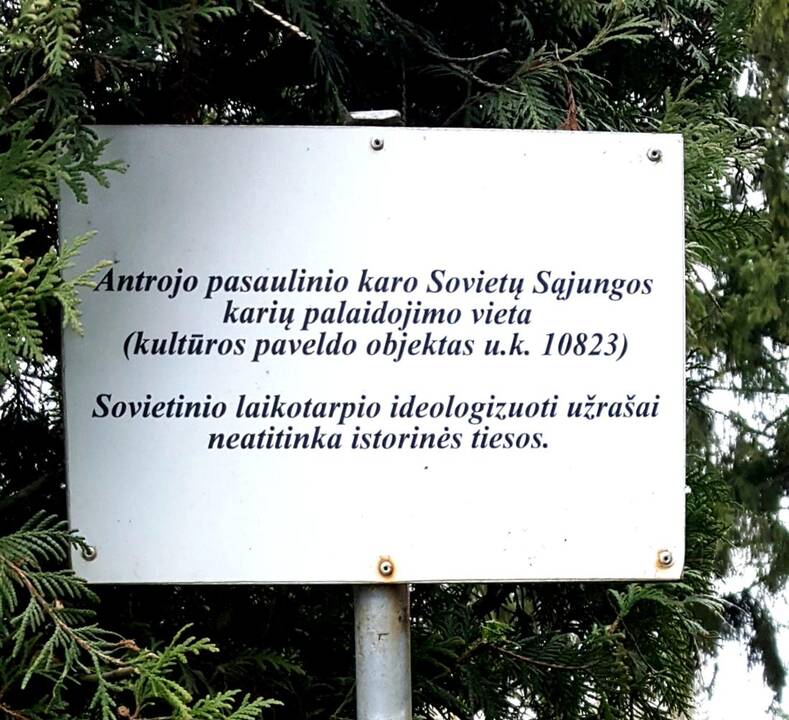 Antrojo pasaulinio karo Sovietų Sąjungos
karių palaidojimo vieta
(kultūros paveldo objektas u.k. 10823)
Sovietinio laikotarpio ideologizuoti užrašai
neatitinka istorinės tiesos.